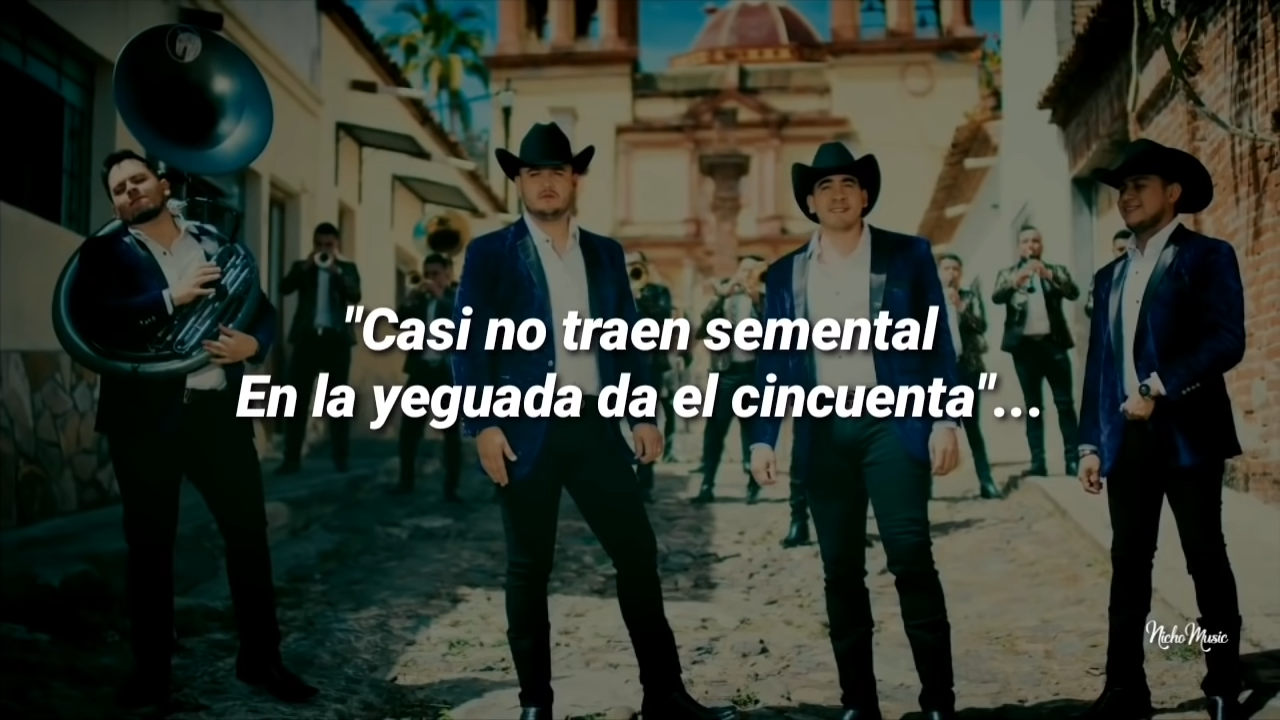 "Casi no traen semental
En la yeguada da el cincuenta"...
Nicho Music